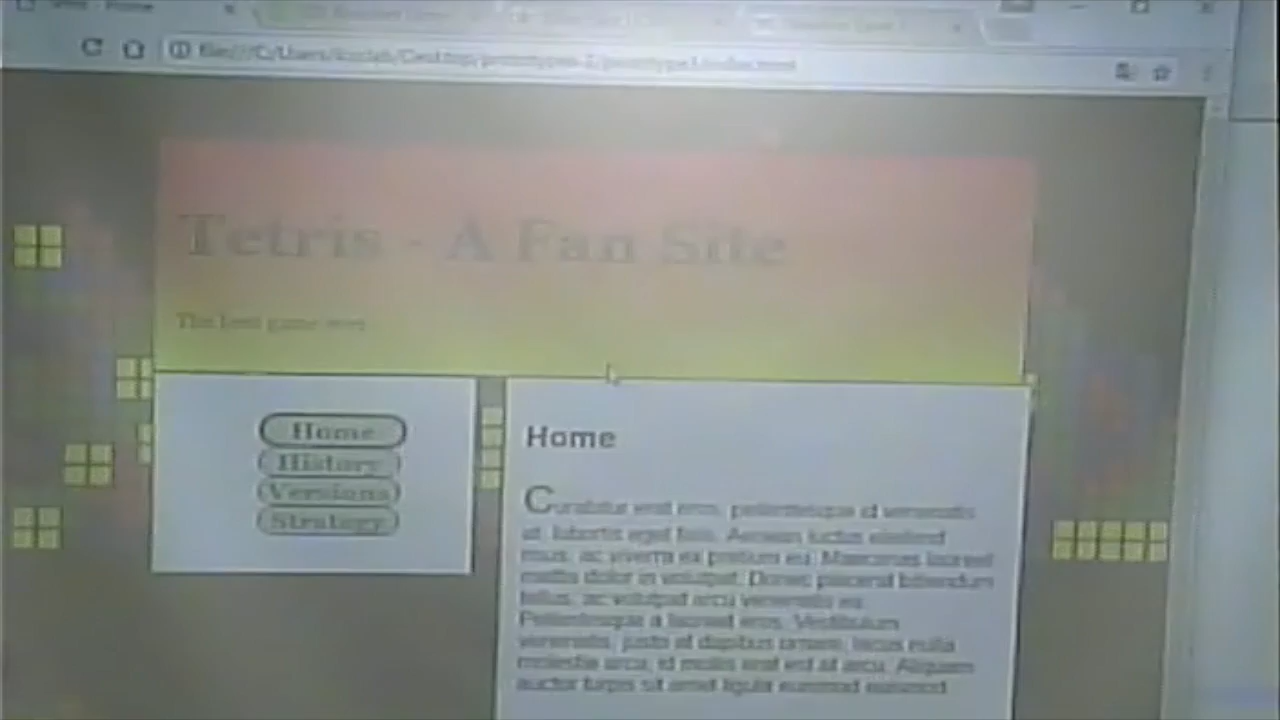 Tetris - A Fan Site
The best game ever
Home
History
Versions
Strategy
Home
Curabitur erat eros, pellentesque id venenatis
at, lobortis eget felis. Aenean luctus eleifend
risus, ac viverra ex pretium eu. Maecenas laoreet
mattis dolor in volutpat. Donec placerat bibendum
tellus, ac volutpat arcu venenatis eu.
Pellentesque a laoreet eros. Vestibulum
venenatis, justo at dapibus ornare, lacus nulla
molestie arcu, id mollis erat est at arcu. Aliquam
auctor turpis sit amet ligula euismod euismod.